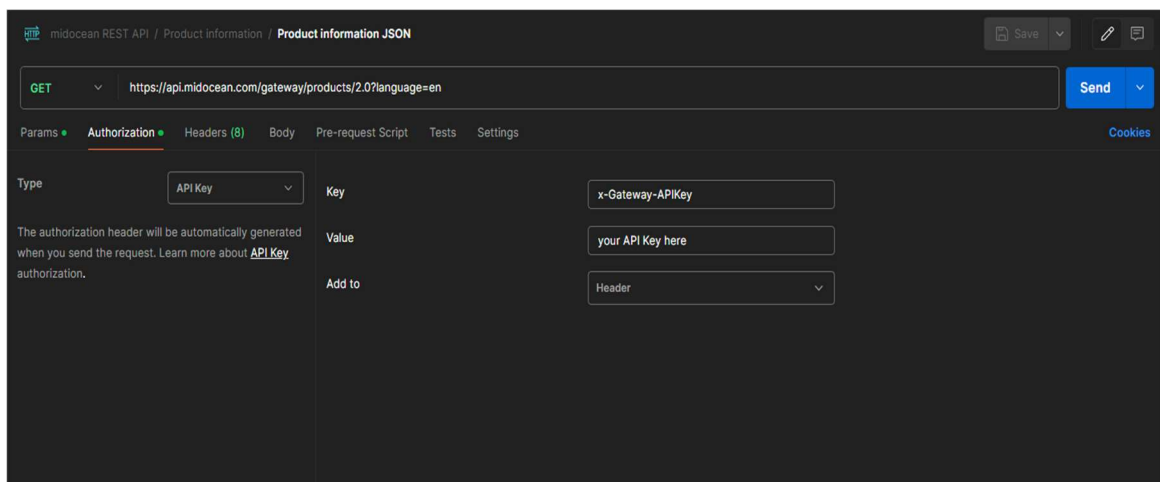 HTTP midocean REST API / Product information / Product information JSON
Save
GET https://api.midocean.com/gateway/products/2.0?language=en
Send
Params Authorization Headers (8) Body Pre-request Script Tests Settings
Cookies
Type API Key
The authorization header will be automatically generated
when you send the request. Learn more about API Key
authorization.
Key x-Gateway-APIKey
Value your API Key here
Add to Header